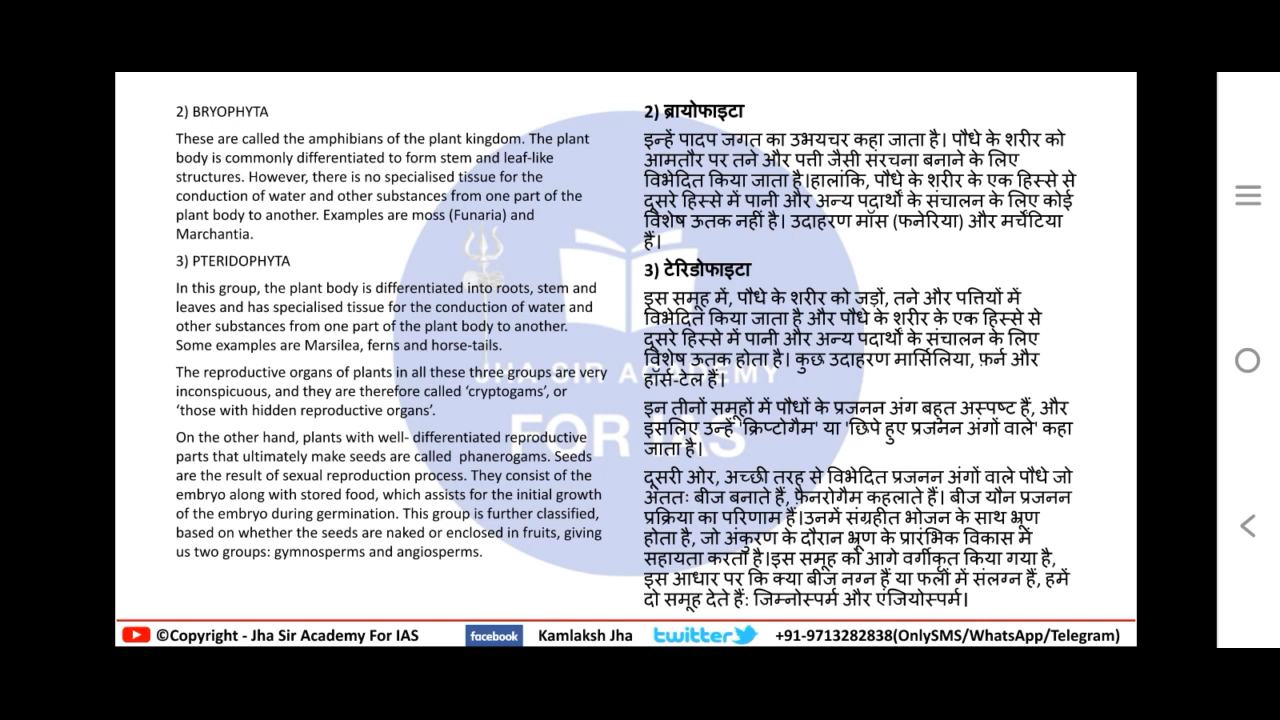 2) BRYOPHYTA
These are called the amphibians of the plant kingdom. The plant
body is commonly differentiated to form stem and leaf-like
structures. However, there is no specialised tissue for the
conduction of water and other substances from one part of the
plant body to another. Examples are moss (Funaria) and
Marchantia.
3) PTERIDOPHYTA
In this group, the plant body is differentiated into roots, stem and
leaves and has specialised tissue for the conduction of water and
other substances from one part of the plant body to another.
Some examples are Marsilea, ferns and horse-tails.
The reproductive organs of plants in all these three groups are very
inconspicuous, and they are therefore called ‘cryptogams’, or
‘those with hidden reproductive organs’.
On the other hand, plants with well- differentiated reproductive
parts that ultimately make seeds are called  phanerogams. Seeds
are the result of sexual reproduction process. They consist of the
embryo along with stored food, which assists for the initial growth
of the embryo during germination. This group is further classified,
based on whether the seeds are naked or enclosed in fruits, giving
us two groups: gymnosperms and angiosperms.
2) ब्रायोफाइटा
इन्हें पादप जगत का उभयचर कहा जाता है। पौधे के शरीर को
आमतौर पर तने और पत्ती जैसी संरचना बनाने के लिए
विभेदित किया जाता है।हालांकि, पौधे के शरीर के एक हिस्से से
दूसरे हिस्से में पानी और अन्य पदार्थों के संचालन के लिए कोई
विशेष ऊतक नहीं है। उदाहरण मॉस (फनेरिया) और मर्चेंटिया
हैं।
3) टेरिडोफाइटा
इस समूह में, पौधे के शरीर को जड़ों, तने और पत्तियों में
विभेदित किया जाता है और पौधे के शरीर के एक हिस्से से
दूसरे हिस्से में पानी और अन्य पदार्थों के संचालन के लिए
विशेष ऊतक होता है। कुछ उदाहरण मार्सिलिया, फ़र्न और
हॉर्स-टेल हैं।
इन तीनों समूहों में पौधों के प्रजनन अंग बहुत अस्पष्ट हैं, और
इसलिए उन्हें 'क्रिप्टोगैम' या 'छिपे हुए प्रजनन अंगों वाले' कहा
जाता है।
दूसरी ओर, अच्छी तरह से विभेदित प्रजनन अंगों वाले पौधे जो
अंततः बीज बनाते हैं, फ़ैनरोगैम कहलाते हैं। बीज यौन प्रजनन
प्रक्रिया का परिणाम हैं।उनमें संग्रहीत भोजन के साथ भ्रूण
होता है, जो अंकुरण के दौरान भ्रूण के प्रारंभिक विकास में
सहायता करता है।इस समूह को आगे वर्गीकृत किया गया है,
इस आधार पर कि क्या बीज नग्न हैं या फलों में संलग्न हैं, हमें
दो समूह देते हैं: जिम्नोस्पर्म और एंजियोस्पर्म।
JHA SIR ACADEMY
FOR IAS
©Copyright - Jha Sir Academy For IAS
facebook
Kamlaksh Jha
twitter
+91-9713282838(OnlySMS/WhatsApp/Telegram)